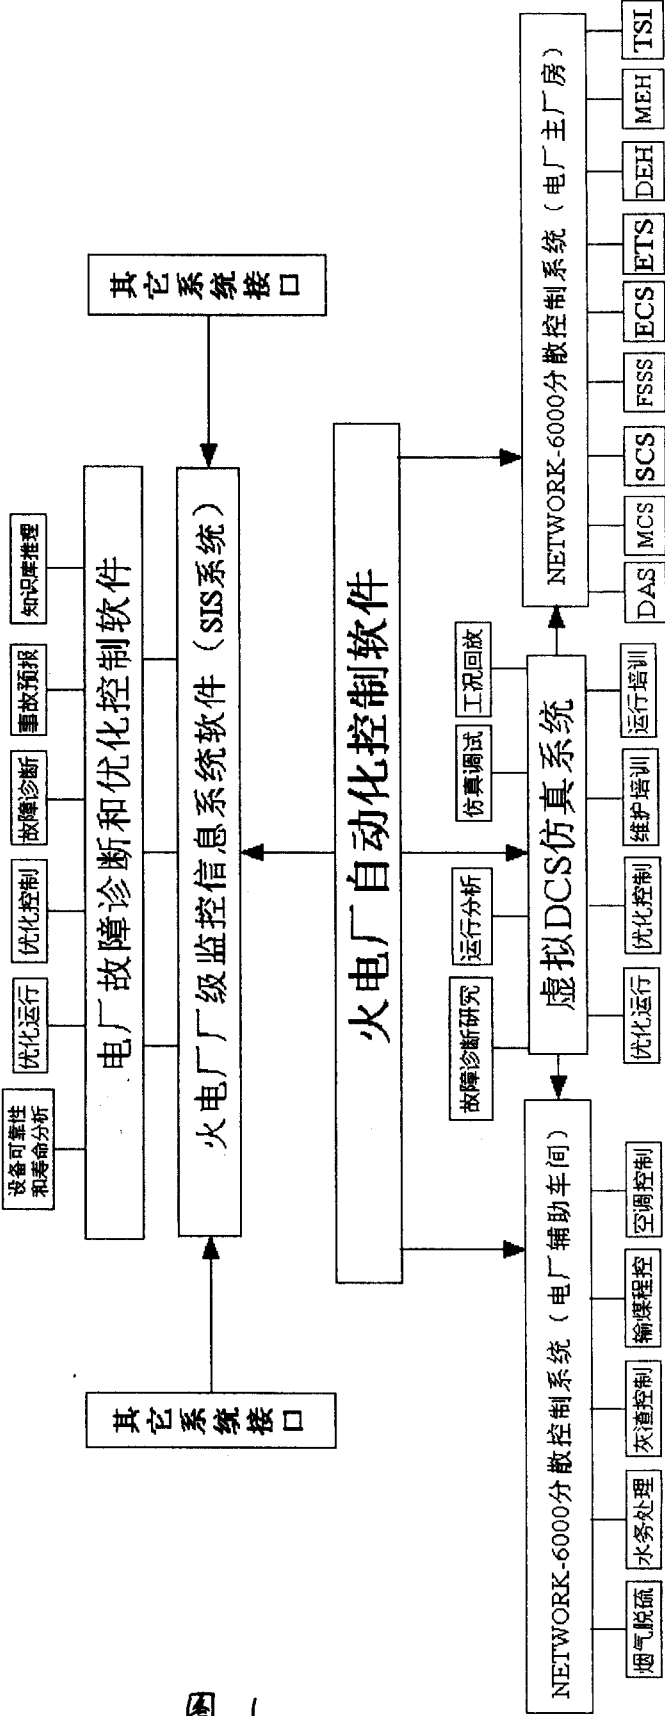 设备可靠性
和寿命分析
优化运行
优化控制
故障诊断
事故预报
知识库推理
电厂故障诊断和优化控制软件
其它系统接口
火电厂厂级监控信息系统软件（SIS系统）
其它系统接口
火电厂自动化控制软件
故障诊断研究
运行分析
仿真调试
工况回放
NETWORK-6000分散控制系统（电厂辅助车间）
虚拟DCS仿真系统
NETWORK-6000分散控制系统（电厂主厂房）
烟气脱硫
水务处理
灰渣控制
输煤程控
空调控制
优化运行
优化控制
维护培训
运行培训
DAS
MCS
SCS
FSSS
ECS
ETS
DEH
MEH
TSI
图